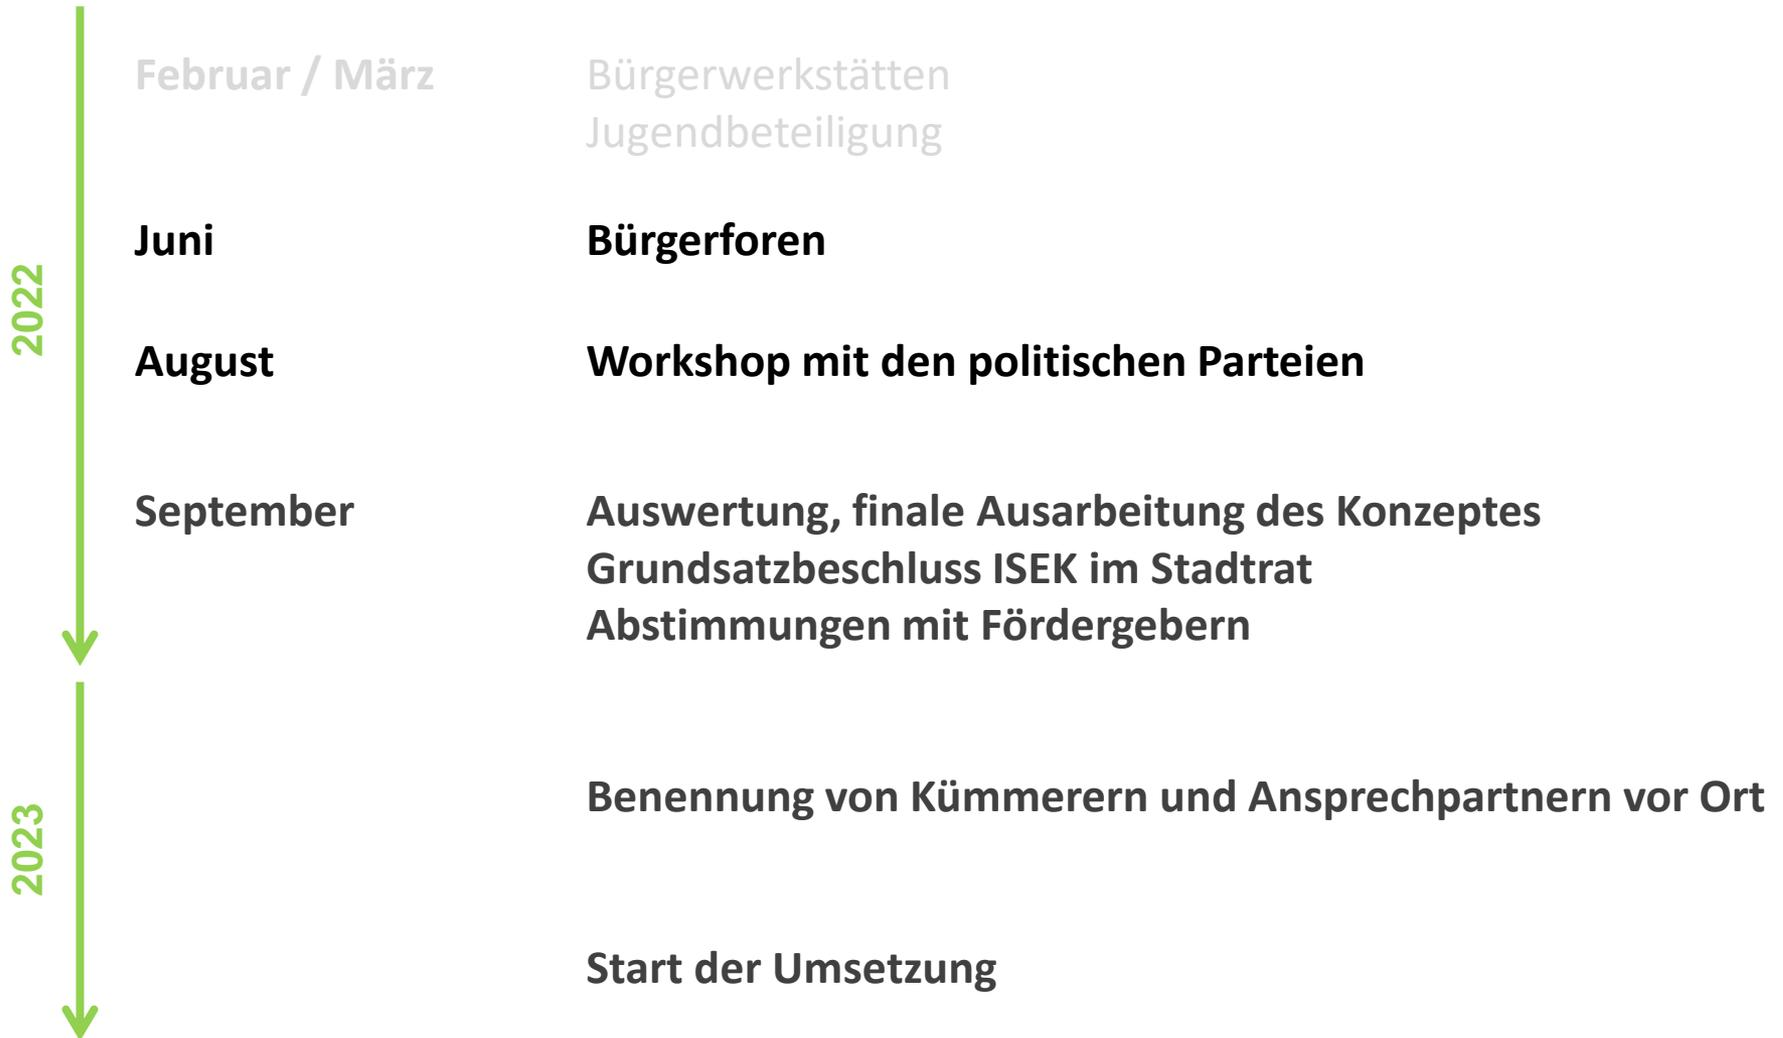 Februar / März Bürgerwerkstätten
Jugendbeteiligung
Juni Bürgerforen
2022
August Workshop mit den politischen Parteien
September Auswertung, finale Ausarbeitung des Konzeptes
Grundsatzbeschluss ISEK im Stadtrat
Abstimmungen mit Fördergebern
Benennung von Kümmerern und Ansprechpartnern vor Ort
2023
Start der Umsetzung